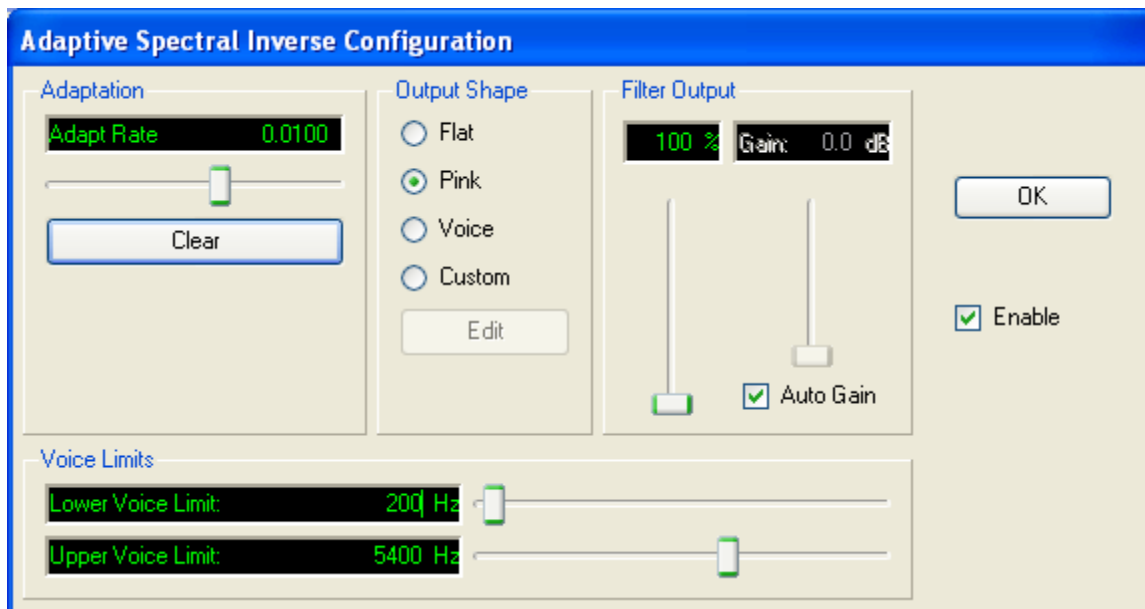 Adaptive Spectral Inverse Configuration
Adaptation
Adapt Rate 0.0100
Clear
Output Shape
Flat
Pink
Voice
Custom
Edit
Filter Output
100 % Gain: 0.0 dB
Auto Gain
OK
Enable
Voice Limits
Lower Voice Limit: 200 Hz
Upper Voice Limit: 5400 Hz